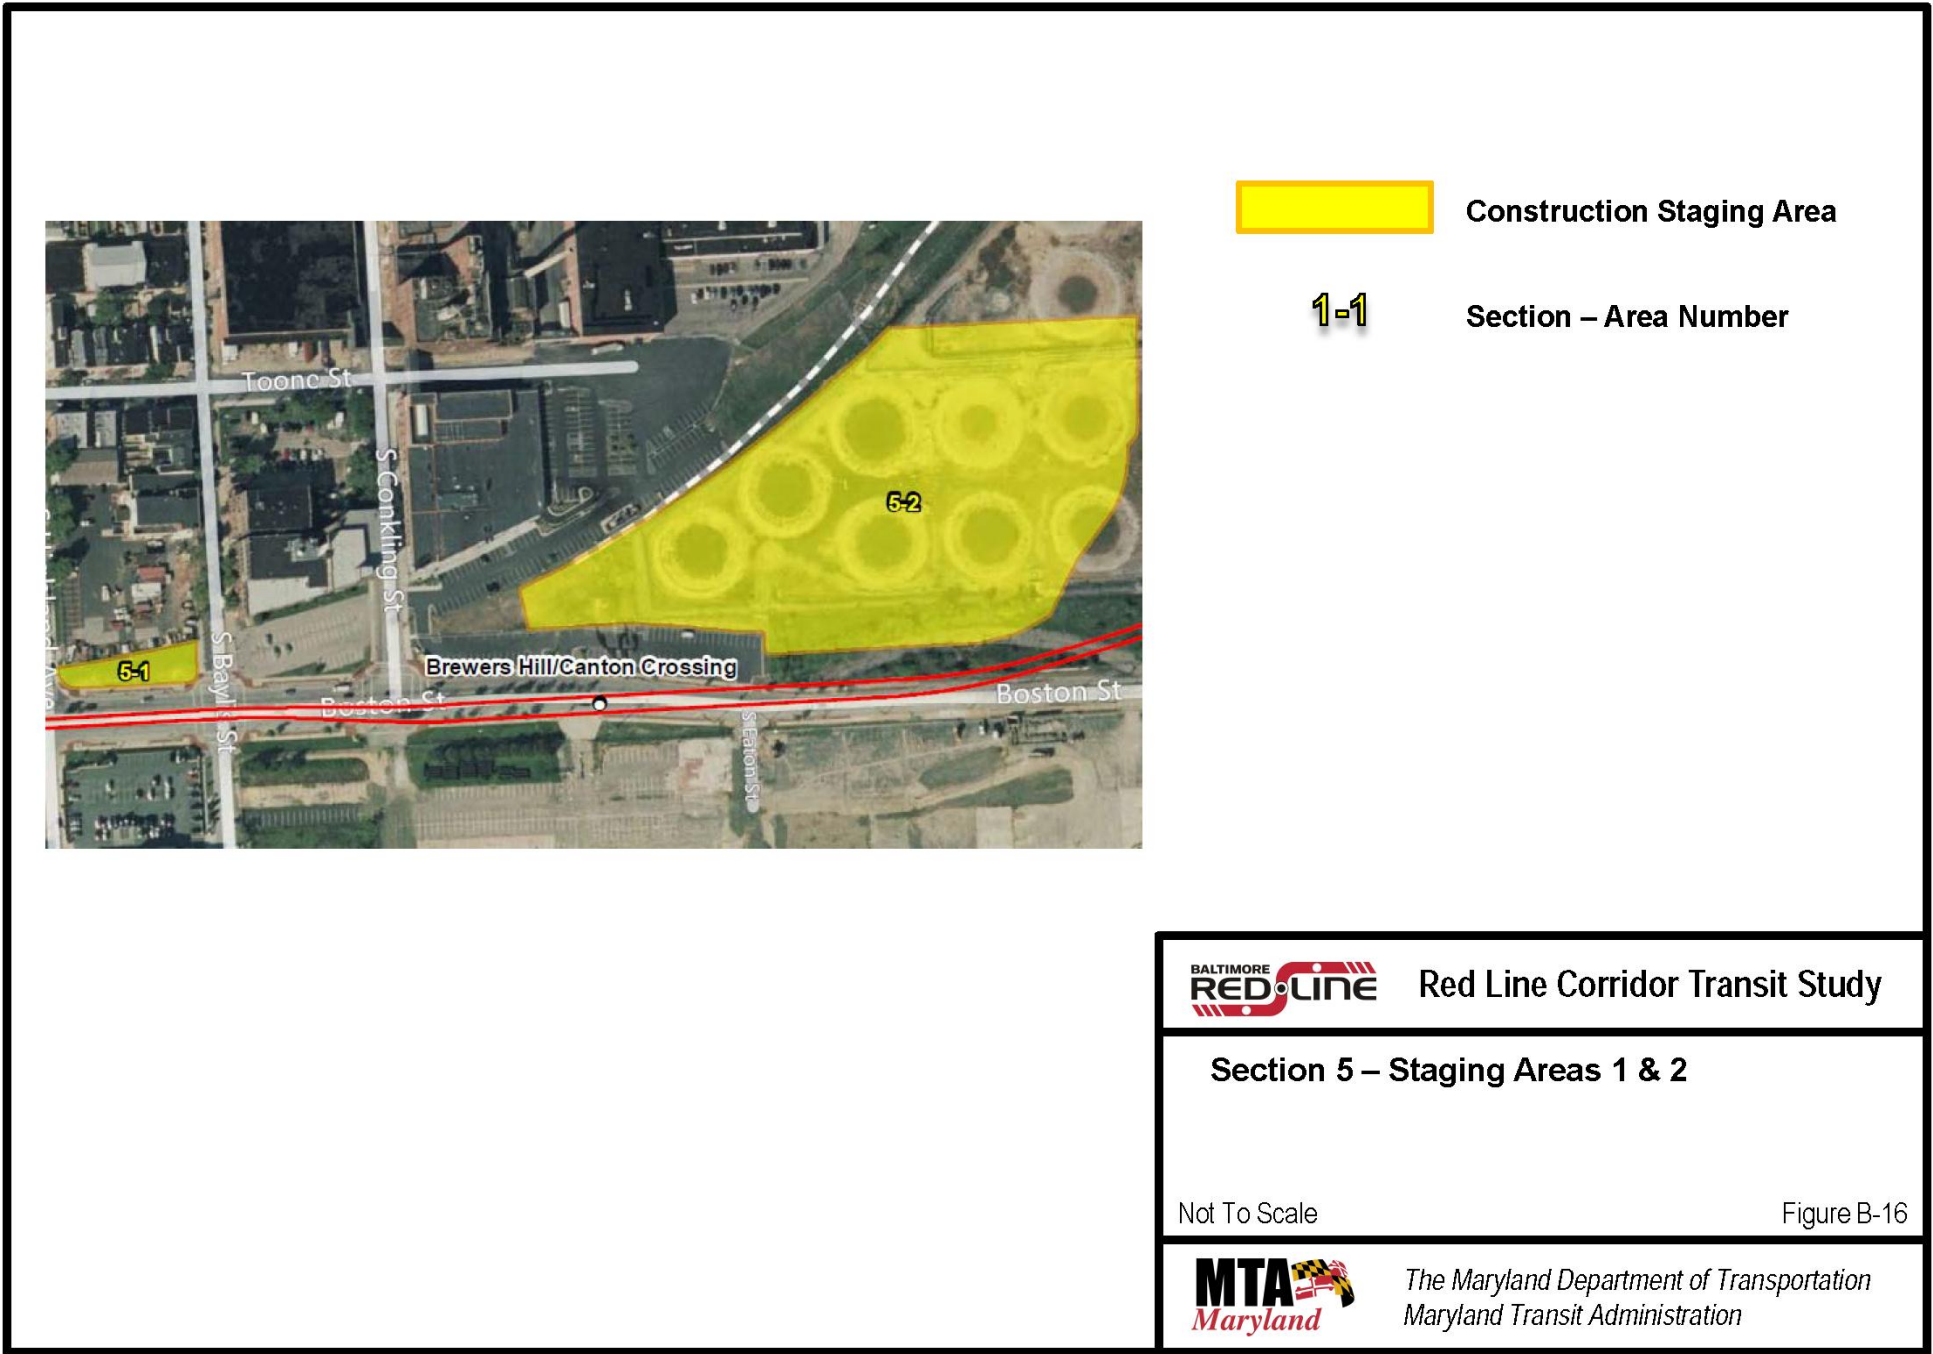 Construction Staging Area
1-1
Section – Area Number
Toone St
S Conkling St
5-2
S Baylis St
5-1
Brewers Hill/Canton Crossing
Boston St
Boston St
S Eaton St
BALTIMORE
RED LINE
Red Line Corridor Transit Study
Section 5 – Staging Areas 1 & 2
Not To Scale
Figure B-16
MTA
Maryland
The Maryland Department of Transportation
Maryland Transit Administration